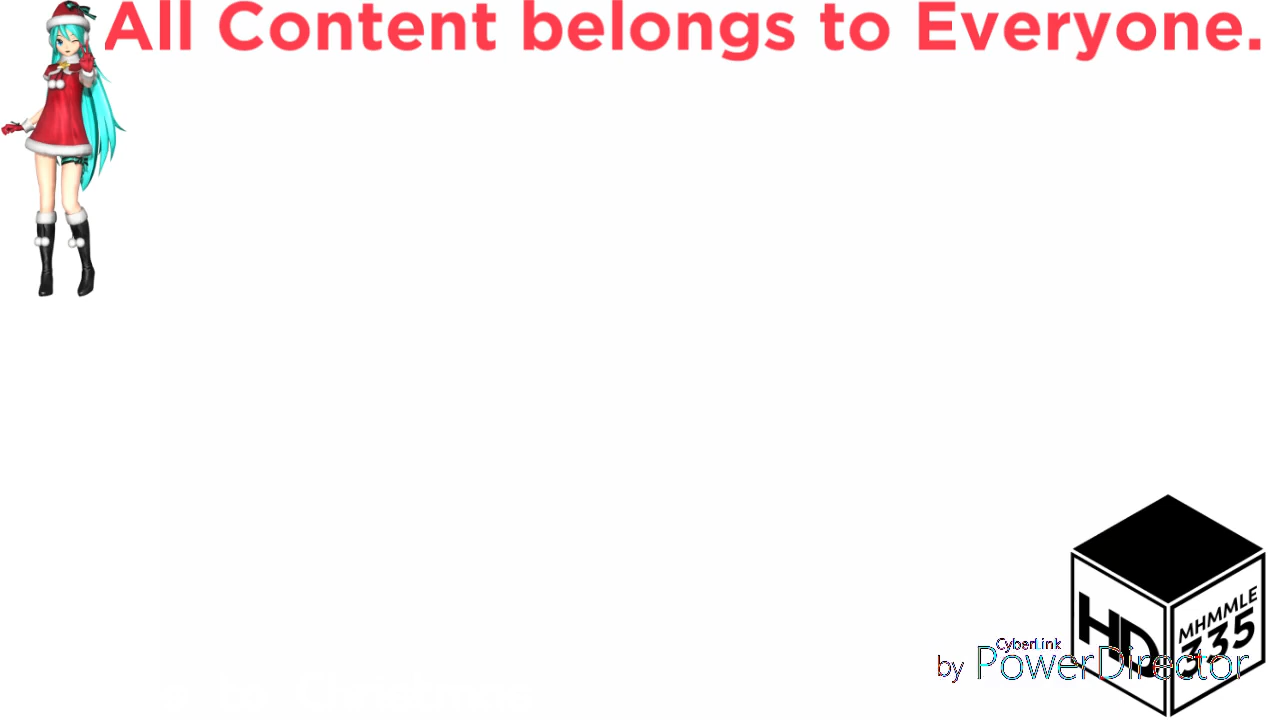 All Content belongs to Everyone.
HD
MHMMLE
335
CyberLink
by PowerDirector